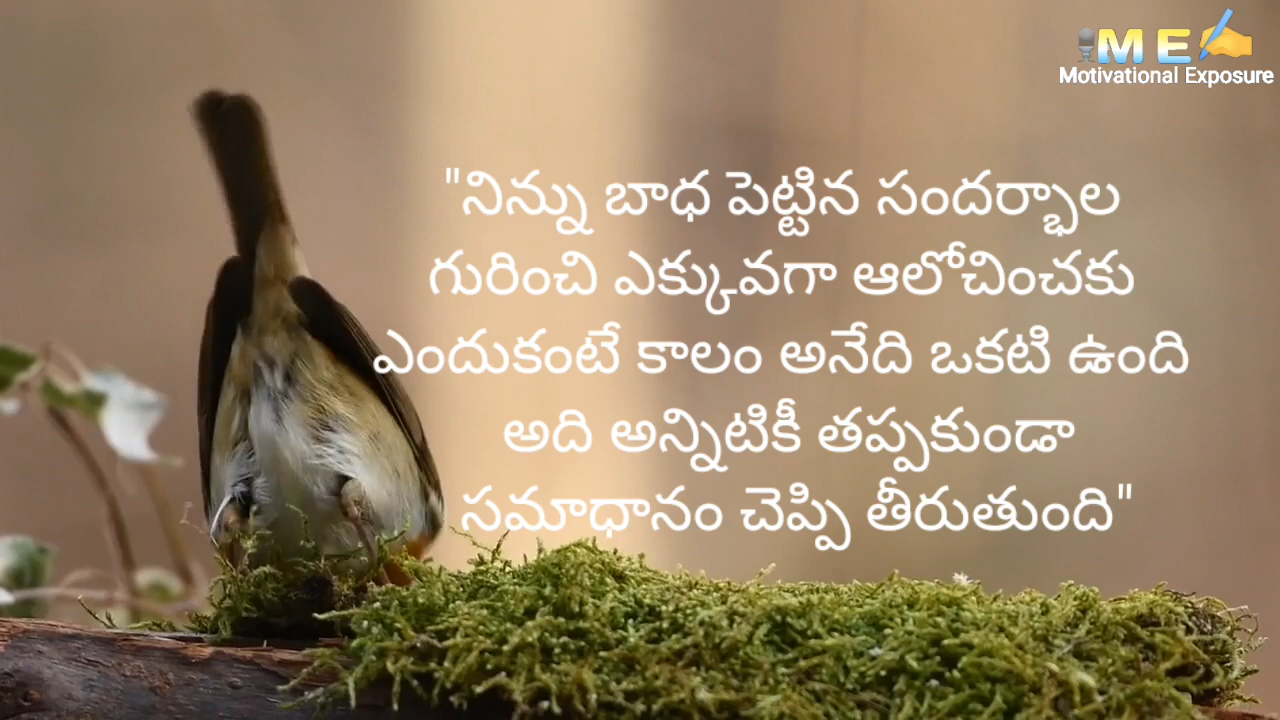 ME
Motivational Exposure
"నిన్ను బాధ పెట్టిన సందర్భాల
గురించి ఎక్కువగా ఆలోచించకు
ఎందుకంటే కాలం అనేది ఒకటి ఉంది
అది అన్నిటికీ తప్పకుండా
సమాధానం చెప్పి తీరుతుంది"